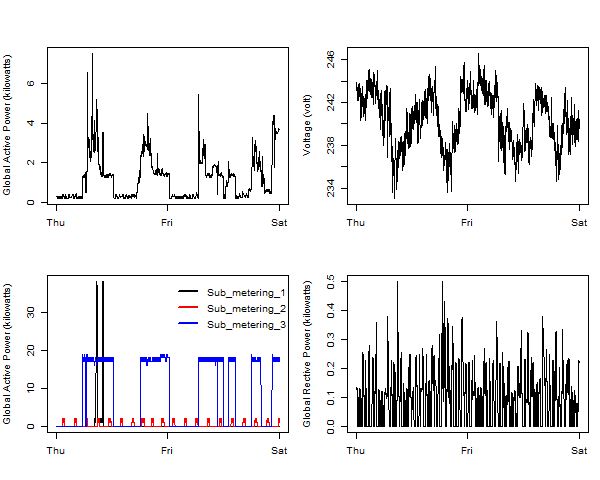 Global Active Power (kilowatts)
0 2 4 6
Thu Fri Sat
Voltage (volt)
234 238 242 246
Thu Fri Sat
Global Active Power (kilowatts)
0 10 20 30
Sub_metering_1
Sub_metering_2
Sub_metering_3
Thu Fri Sat
Global Rective Power (kilowatts)
0.0 0.1 0.2 0.3 0.4 0.5
Thu Fri Sat